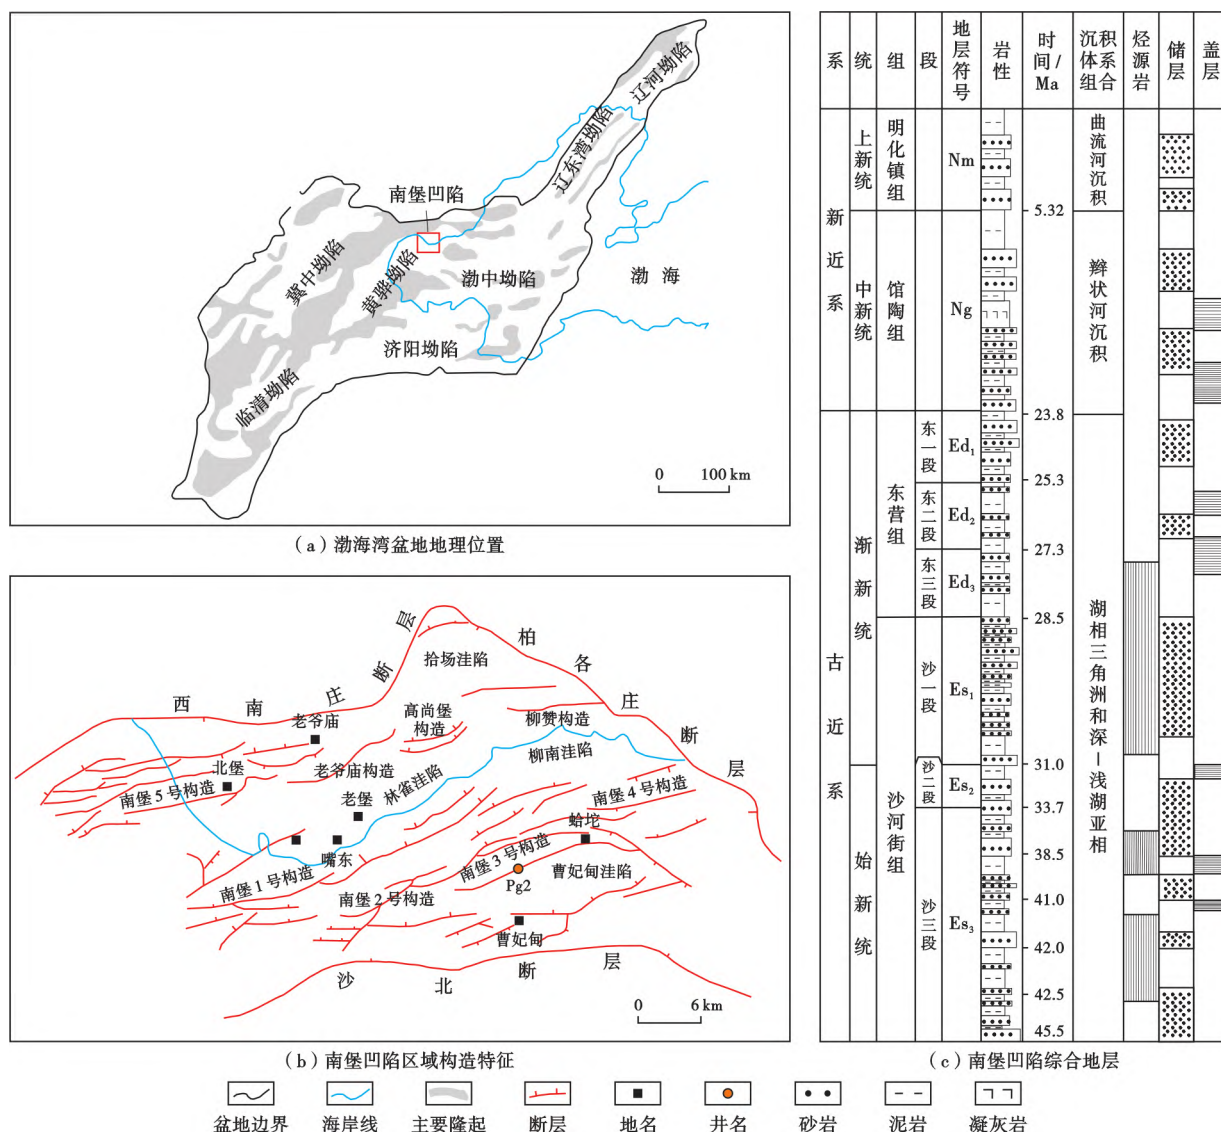 辽河坳陷
辽东湾坳陷
南堡凹陷
冀中坳陷
黄骅坳陷
渤中坳陷
渤海
济阳坳陷
临清坳陷
0 100 km
(a)渤海湾盆地地理位置
西南庄断层
柏各庄断层
拾场洼陷
老爷庙
高尚堡
构造
柳赞构造
柳南洼陷
北堡
老爷庙构造
林雀洼陷
南堡5号构造
老堡
南堡4号构造
蛤坨
嘴东
南堡3号构造
南堡1号构造
南堡2号构造
Pg2
曹妃甸洼陷
曹妃甸
沙北断层
0 6 km
(b)南堡凹陷区域构造特征
系
统
组
段
地层符号
岩性
时间/
Ma
沉积
体系
组合
烃源岩
储层
盖层
新近系
上新统
明化镇组
Nm
曲流河沉积
5.32
中新统
馆陶组
Ng
辫状河沉积
23.8
古近系
渐新统
东营组
东一段
Ed1
25.3
东二段
Ed2
27.3
东三段
Ed3
28.5
湖相三角洲和深—浅湖亚相
沙河街组
沙一段
Es1
31.0
始新统
沙二段
Es2
33.7
沙三段
Es3
38.5
41.0
42.0
42.5
45.5
(c)南堡凹陷综合地层
盆地边界
海岸线
主要隆起
断层
地名
井名
砂岩
泥岩
凝灰岩